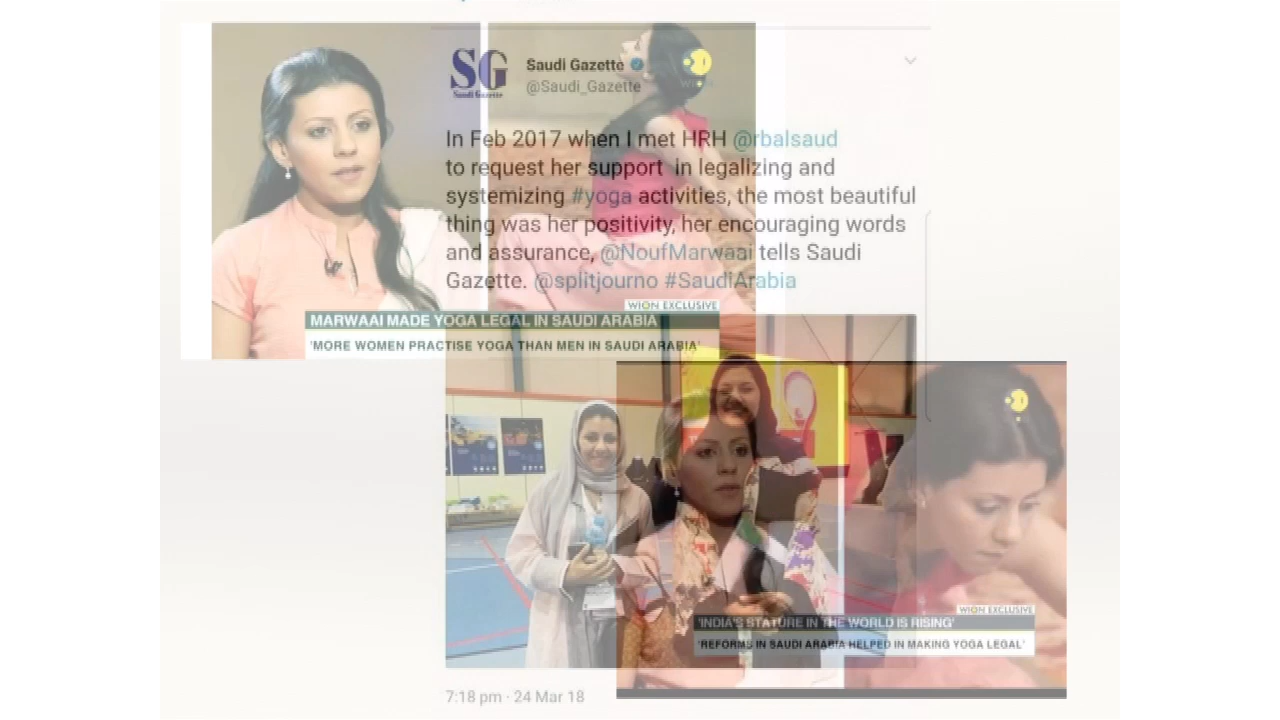 SG
Saudi Gazette
Saudi Gazette
@Saudi_Gazette
In Feb 2017 when I met HRH @rbalsaud
to request her support in legalizing and
systemizing #yoga activities, the most beautiful
thing was her positivity, her encouraging words
and assurance, @NoufMarwaai tells Saudi
Gazette. @splitjourno #SaudiArabia
WION EXCLUSIVE
MARWAAI MADE YOGA LEGAL IN SAUDI ARABIA
'MORE WOMEN PRACTISE YOGA THAN MEN IN SAUDI ARABIA'
WION EXCLUSIVE
'INDIA'S STATURE IN THE WORLD IS RISING'
'REFORMS IN SAUDI ARABIA HELPED IN MAKING YOGA LEGAL'
7:18 pm · 24 Mar 18